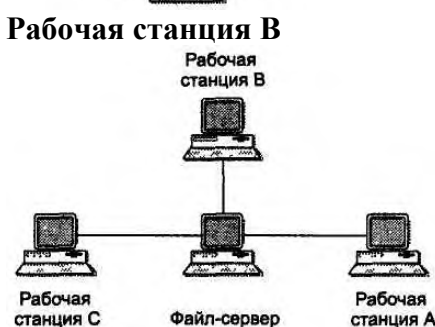 Рабочая станция В
Рабочая
станция В
Рабочая
станция С
Файл-сервер
Рабочая
станция А